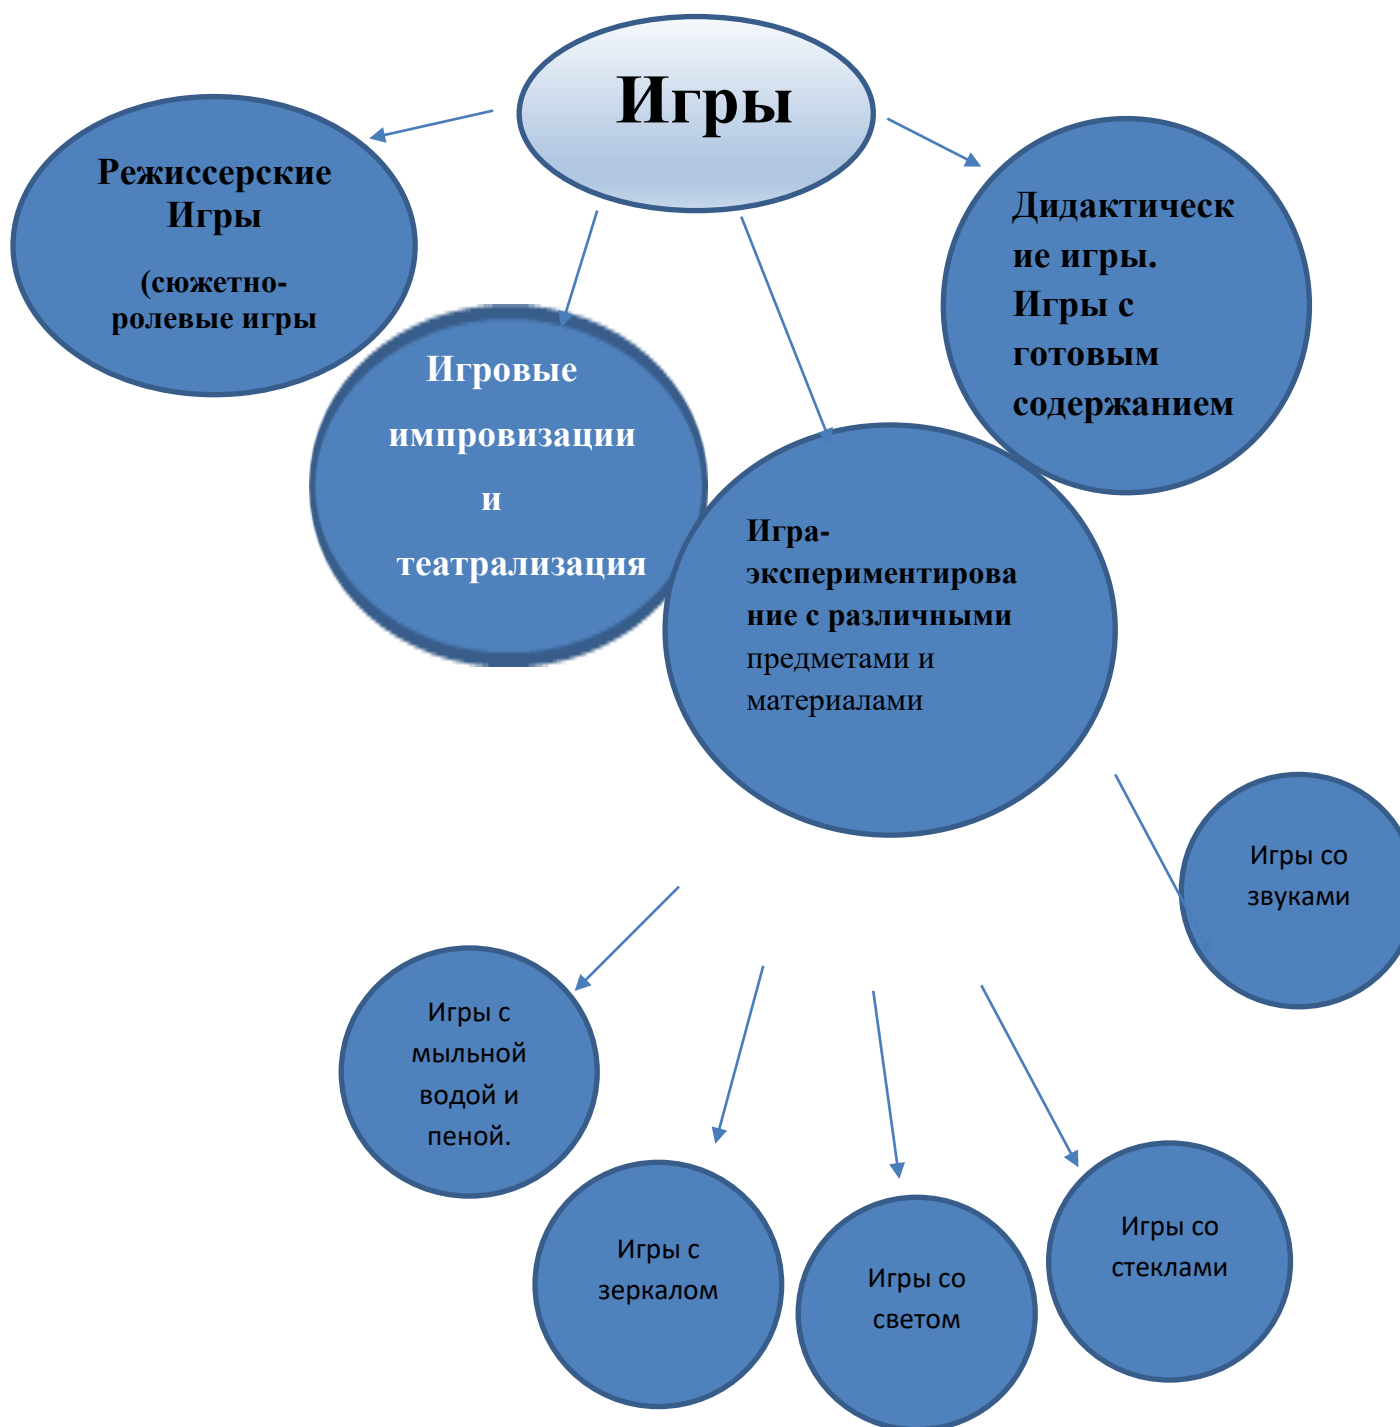 Игры
Режиссерские
Игры
(сюжетно-
ролевые игры
Дидактическ
ие игры.
Игры с
готовым
содержанием
Игровые
импровизации
и
театрализация
Игра-
экспериментирова
ние с различными
предметами и
материалами
Игры со
звуками
Игры с
мыльной
водой и
пеной.
Игры с
зеркалом
Игры со
светом
Игры со
стеклами